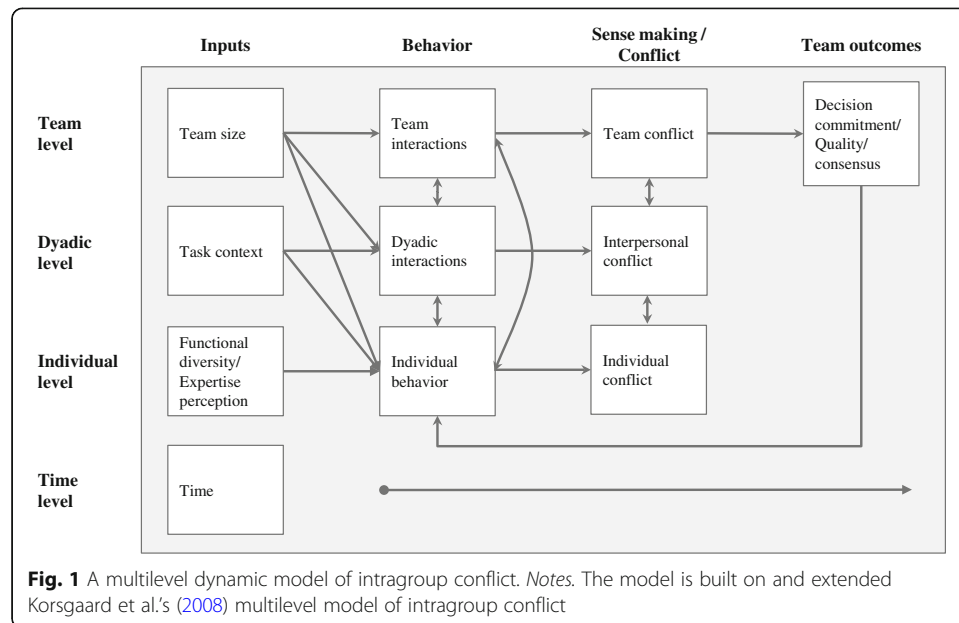 Inputs
Behavior
Sense making /
Conflict
Team outcomes
Team
level
Team size
Team
interactions
Team conflict
Decision
commitment/
Quality/
consensus
Dyadic
level
Task context
Dyadic
interactions
Interpersonal
conflict
Individual
level
Functional
diversity/
Expertise
perception
Individual
behavior
Individual
conflict
Time
level
Time
Fig. 1 A multilevel dynamic model of intragroup conflict. Notes. The model is built on and extended
Korsgaard et al.'s (2008) multilevel model of intragroup conflict